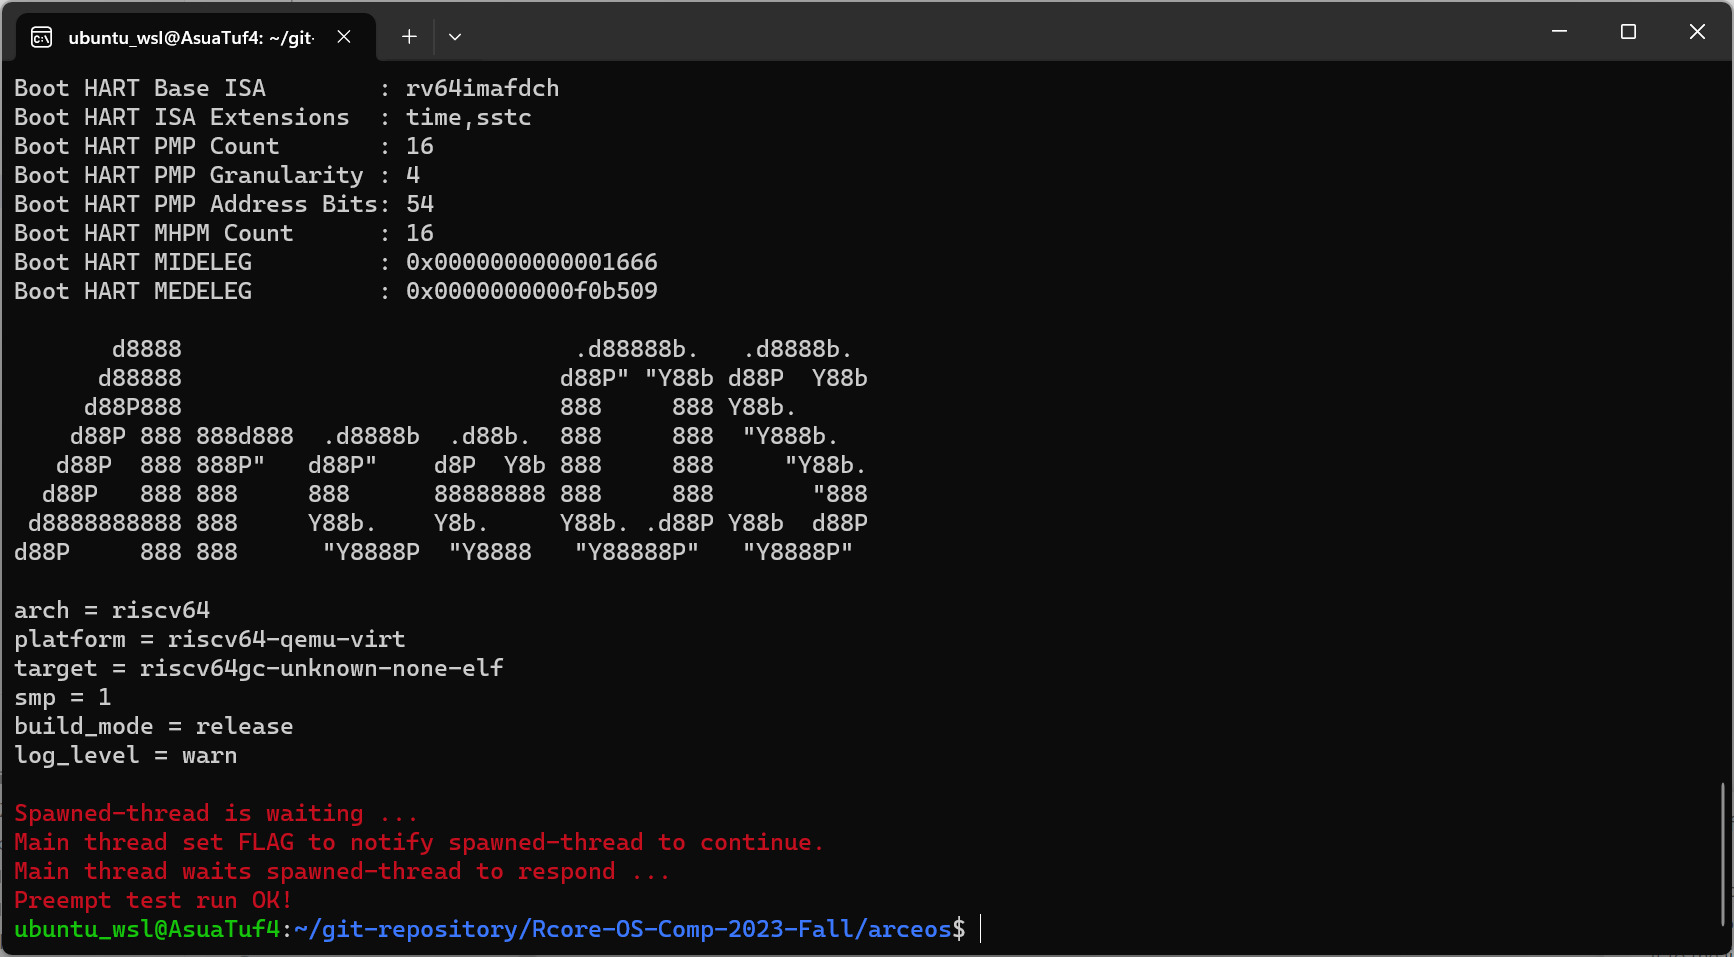 ubuntu_wsl@AsuaTuf4: ~/git-
Boot HART Base ISA        : rv64imafdch
Boot HART ISA Extensions  : time,sstc
Boot HART PMP Count       : 16
Boot HART PMP Granularity : 4
Boot HART PMP Address Bits: 54
Boot HART MHPM Count      : 16
Boot HART MIDELEG         : 0x0000000000001666
Boot HART MEDELEG         : 0x0000000000f0b509
       d8888                            .d88888b.   .d8888b.
      d88888                           d88P" "Y88b d88P  Y88b
     d88P888                           888     888 Y88b.
    d88P 888 888d888  .d8888b  .d88b.  888     888  "Y888b.
   d88P  888 888P"   d88P"    d8P  Y8b 888     888     "Y88b.
  d88P   888 888     888      88888888 888     888       "888
 d8888888888 888     Y88b.    Y8b.     Y88b. .d88P Y88b  d88P
d88P     888 888      "Y8888P  "Y8888   "Y88888P"   "Y8888P"
arch = riscv64
platform = riscv64-qemu-virt
target = riscv64gc-unknown-none-elf
smp = 1
build_mode = release
log_level = warn
Spawned-thread is waiting ...
Main thread set FLAG to notify spawned-thread to continue.
Main thread waits spawned-thread to respond ...
Preempt test run OK!
ubuntu_wsl@AsuaTuf4:~/git-repository/Rcore-OS-Comp-2023-Fall/arceos$